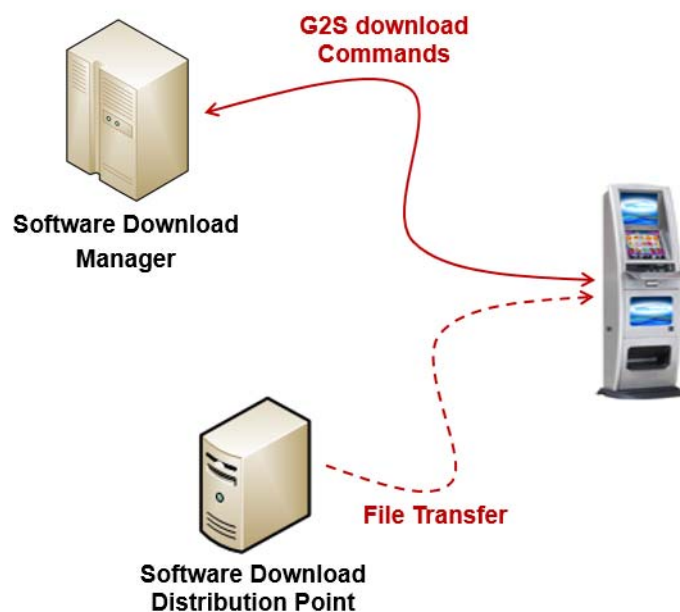 G2S download
Commands
Software Download
Manager
File Transfer
Software Download
Distribution Point